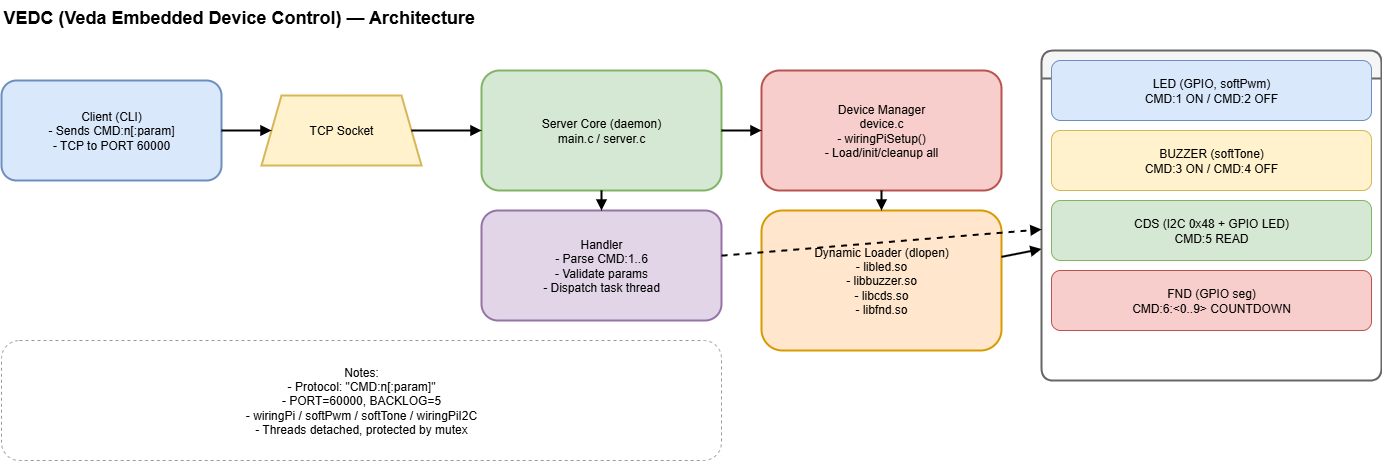 VEDC (Veda Embedded Device Control) — Architecture
Client (CLI)
- Sends CMD:n[:param]
- TCP to PORT 60000
TCP Socket
Server Core (daemon)
main.c / server.c
Device Manager
device.c
- wiringPiSetup()
- Load/init/cleanup all
LED (GPIO, softPwm)
CMD:1 ON / CMD:2 OFF
BUZZER (softTone)
CMD:3 ON / CMD:4 OFF
CDS (I2C 0x48 + GPIO LED)
CMD:5 READ
FND (GPIO seg)
CMD:6:<0..9> COUNTDOWN
Handler
- Parse CMD:1..6
- Validate params
- Dispatch task thread
Dynamic Loader (dlopen)
- libled.so
- libbuzzer.so
- libcds.so
- libfnd.so
Notes:
- Protocol: "CMD:n[:param]"
- PORT=60000, BACKLOG=5
- wiringPi / softPwm / softTone / wiringPiI2C
- Threads detached, protected by mutex